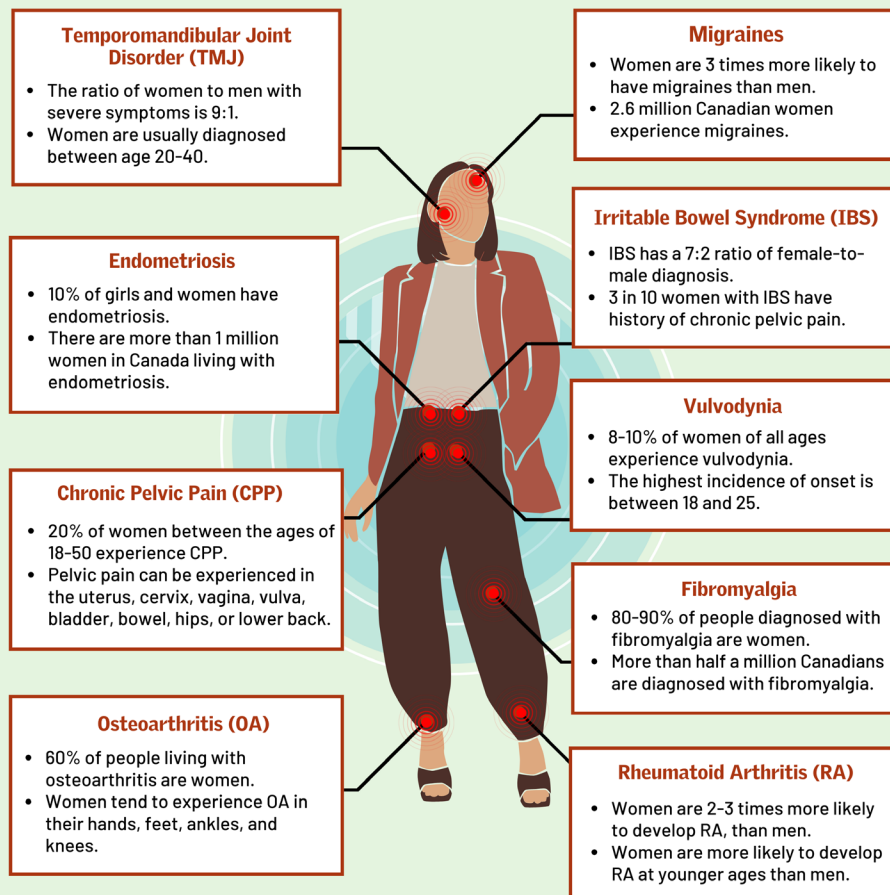 Temporomandibular Joint
Disorder (TMJ)
• The ratio of women to men with
severe symptoms is 9:1.
• Women are usually diagnosed
between age 20-40.
Migraines
• Women are 3 times more likely to
have migraines than men.
• 2.6 million Canadian women
experience migraines.
Endometriosis
• 10% of girls and women have
endometriosis.
• There are more than 1 million
women in Canada living with
endometriosis.
Irritable Bowel Syndrome (IBS)
• IBS has a 7:2 ratio of female-to-
male diagnosis.
• 3 in 10 women with IBS have
history of chronic pelvic pain.
Chronic Pelvic Pain (CPP)
• 20% of women between the ages of
18-50 experience CPP.
• Pelvic pain can be experienced in
the uterus, cervix, vagina, vulva,
bladder, bowel, hips, or lower back.
Vulvodynia
• 8-10% of women of all ages
experience vulvodynia.
• The highest incidence of onset is
between 18 and 25.
Fibromyalgia
• 80-90% of people diagnosed with
fibromyalgia are women.
• More than half a million Canadians
are diagnosed with fibromyalgia.
Osteoarthritis (OA)
• 60% of people living with
osteoarthritis are women.
• Women tend to experience OA in
their hands, feet, ankles, and
knees.
Rheumatoid Arthritis (RA)
• Women are 2-3 times more likely
to develop RA, than men.
• Women are more likely to develop
RA at younger ages than men.